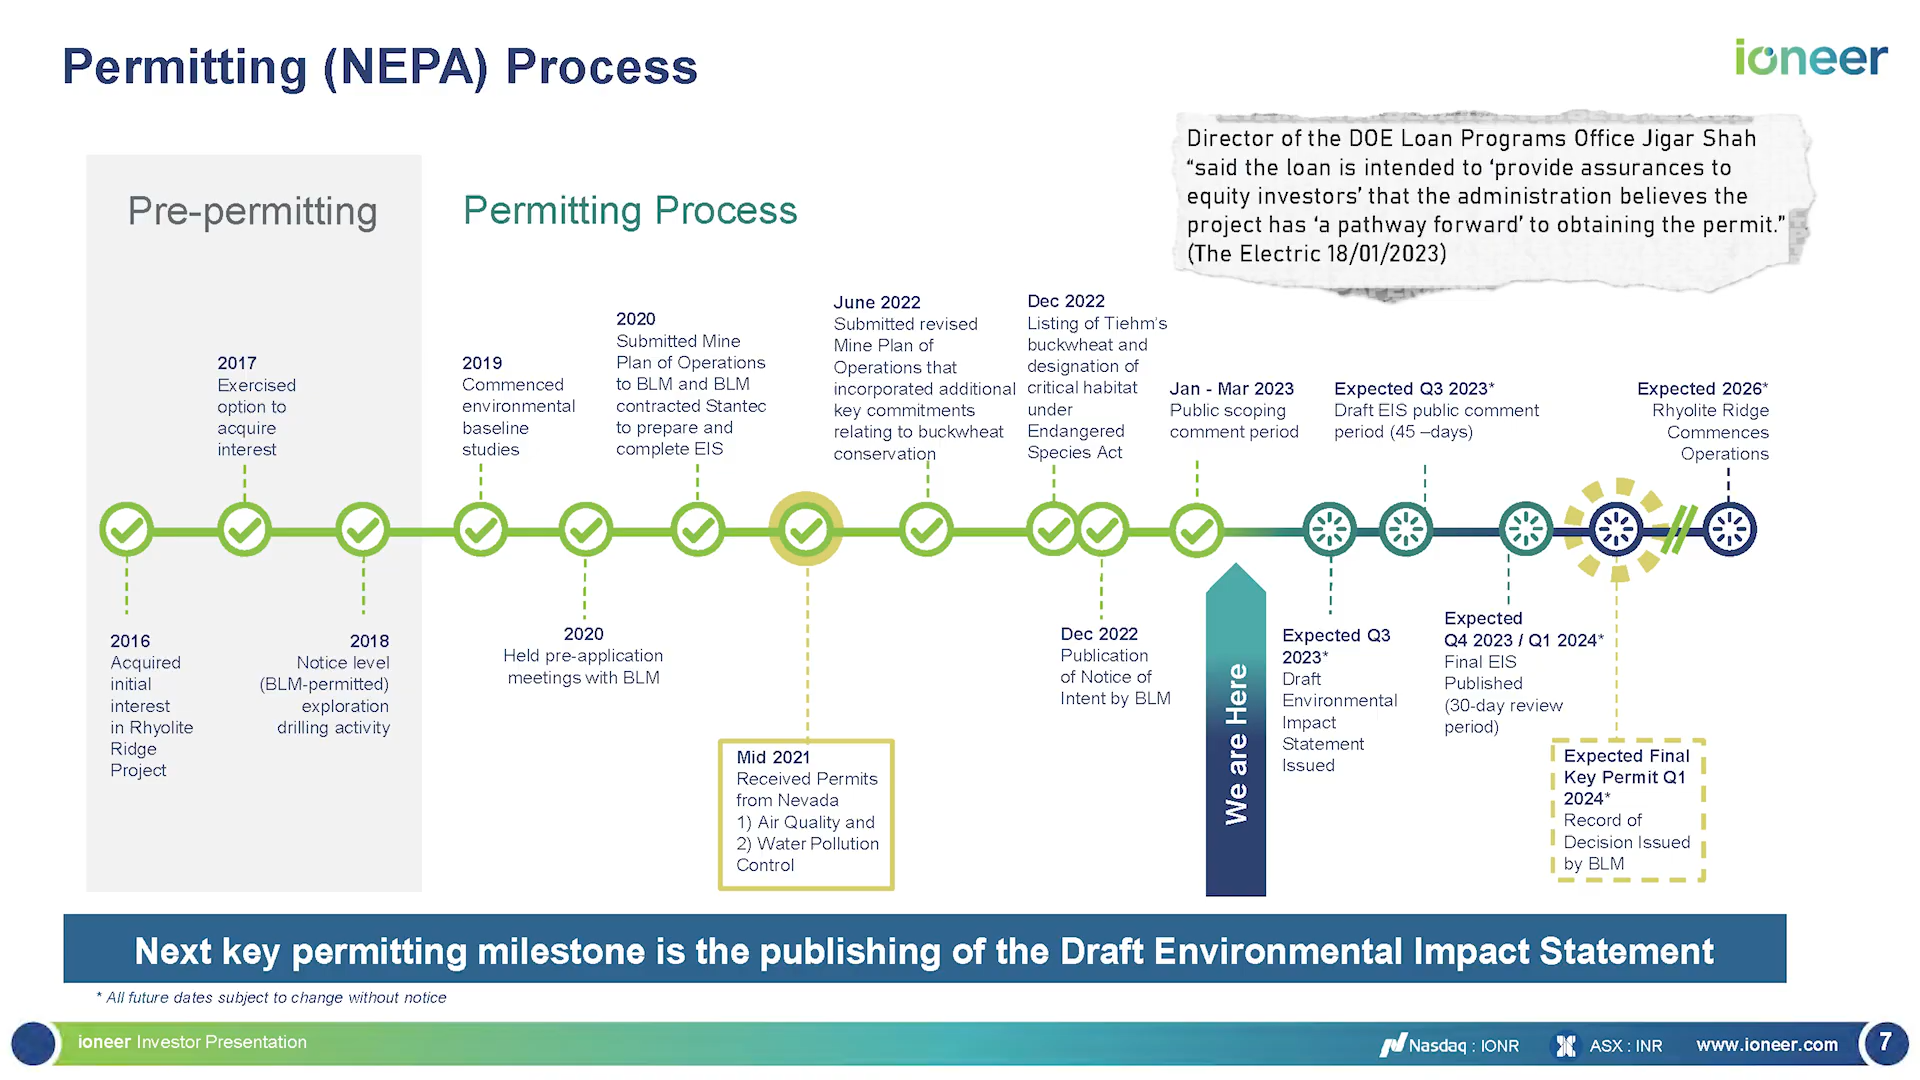 Permitting (NEPA) Process
ioneer
Director of the DOE Loan Programs Office Jigar Shah
“said the loan is intended to ‘provide assurances to
equity investors’ that the administration believes the
project has ‘a pathway forward’ to obtaining the permit.”
(The Electric 18/01/2023)
Pre-permitting
Permitting Process
2017
Exercised
option to
acquire
interest
2019
Commenced
environmental
baseline
studies
2020
Submitted Mine
Plan of Operations
to BLM and BLM
contracted Stantec
to prepare and
complete EIS
June 2022
Submitted revised
Mine Plan of
Operations that
incorporated additional
key commitments
relating to buckwheat
conservation
Dec 2022
Listing of Tiehm's
buckwheat and
designation of
critical habitat
under
Endangered
Species Act
Jan - Mar 2023
Public scoping
comment period
Expected Q3 2023*
Draft EIS public comment
period (45 –days)
Expected 2026*
Rhyolite Ridge
Commences
Operations
2016
Acquired
initial
interest
in Rhyolite
Ridge
Project
2018
Notice level
(BLM-permitted)
exploration
drilling activity
2020
Held pre-application
meetings with BLM
Mid 2021
Received Permits
from Nevada
1) Air Quality and
2) Water Pollution
Control
Dec 2022
Publication
of Notice of
Intent by BLM
We are Here
Expected Q3
2023*
Draft
Environmental
Impact
Statement
Issued
Expected
Q4 2023 / Q1 2024*
Final EIS
Published
(30-day review
period)
Expected Final
Key Permit Q1
2024*
Record of
Decision Issued
by BLM
Next key permitting milestone is the publishing of the Draft Environmental Impact Statement
* All future dates subject to change without notice
ioneer Investor Presentation
Nasdaq : IONR
ASX : INR
www.ioneer.com
7